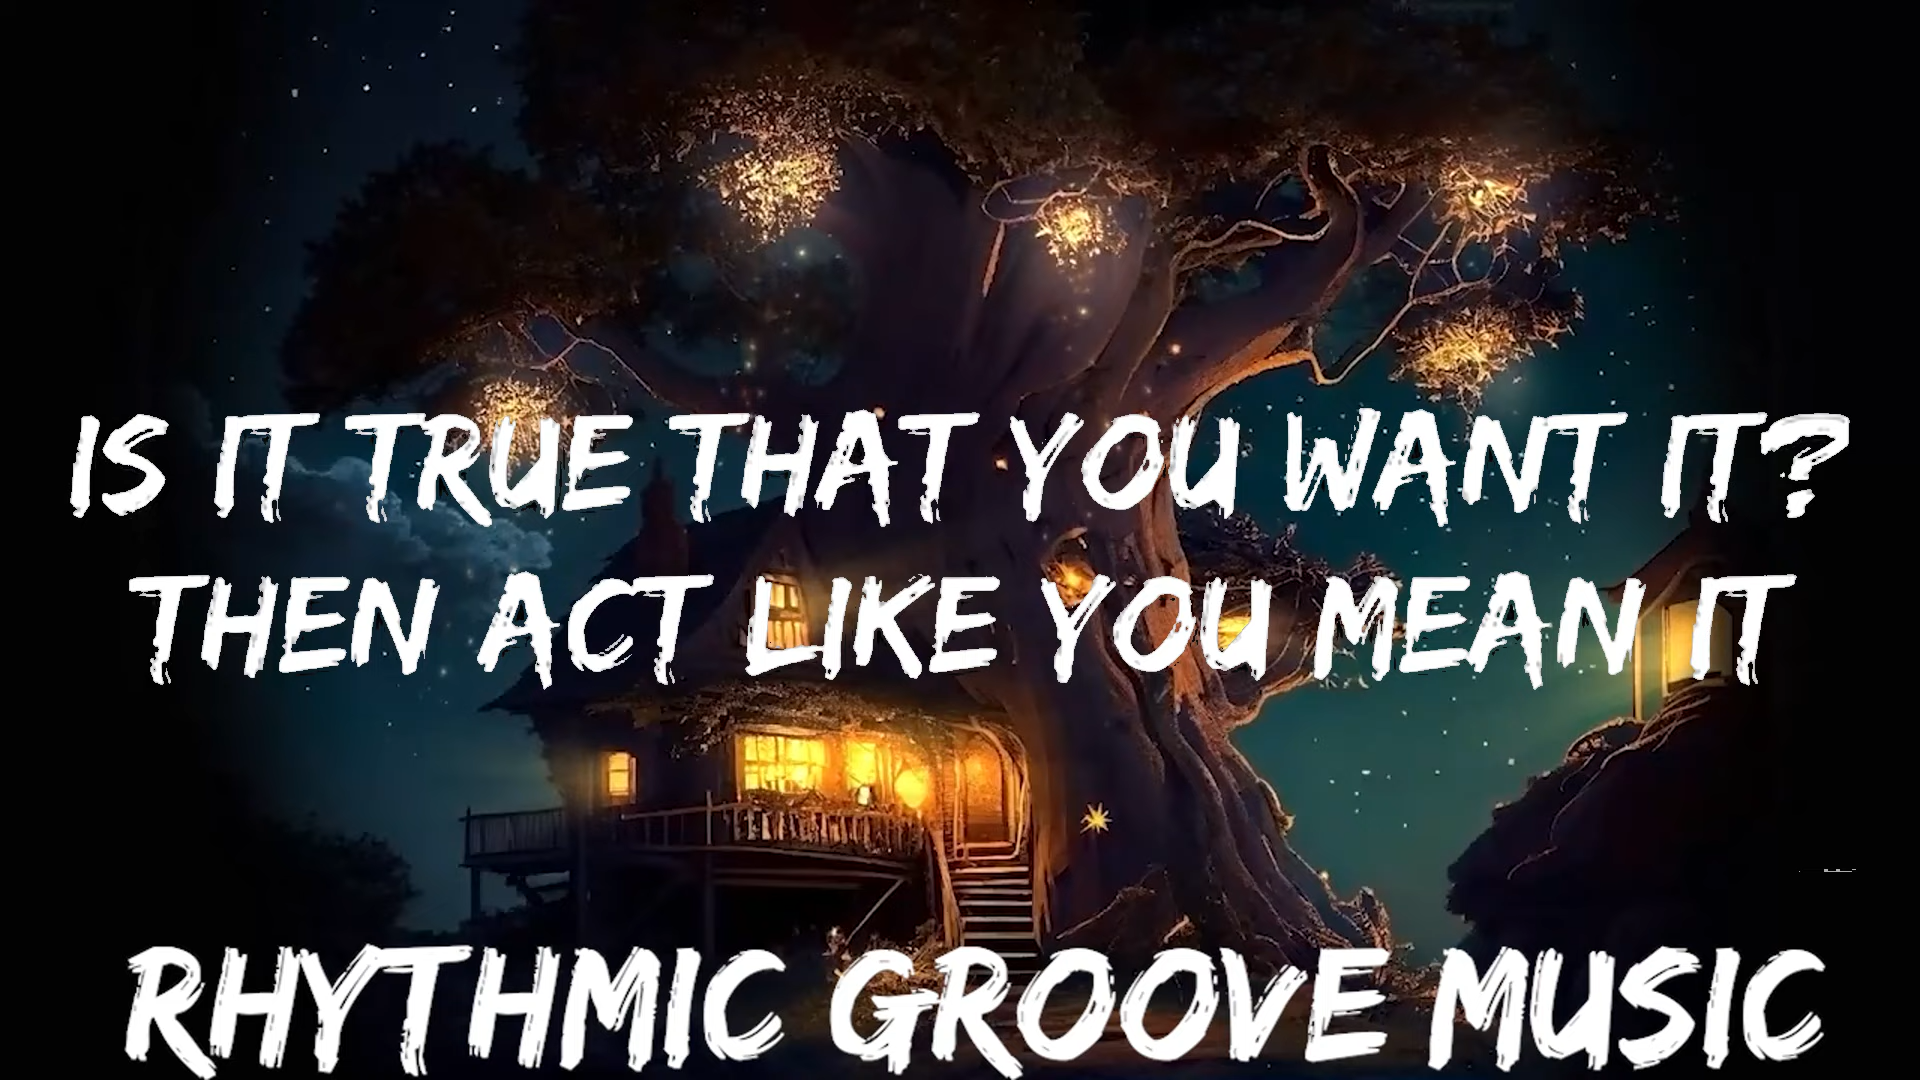 IS IT TRUE THAT YOU WANT IT?
THEN ACT LIKE YOU MEAN IT
RHYTHMIC GROOVE MUSIC